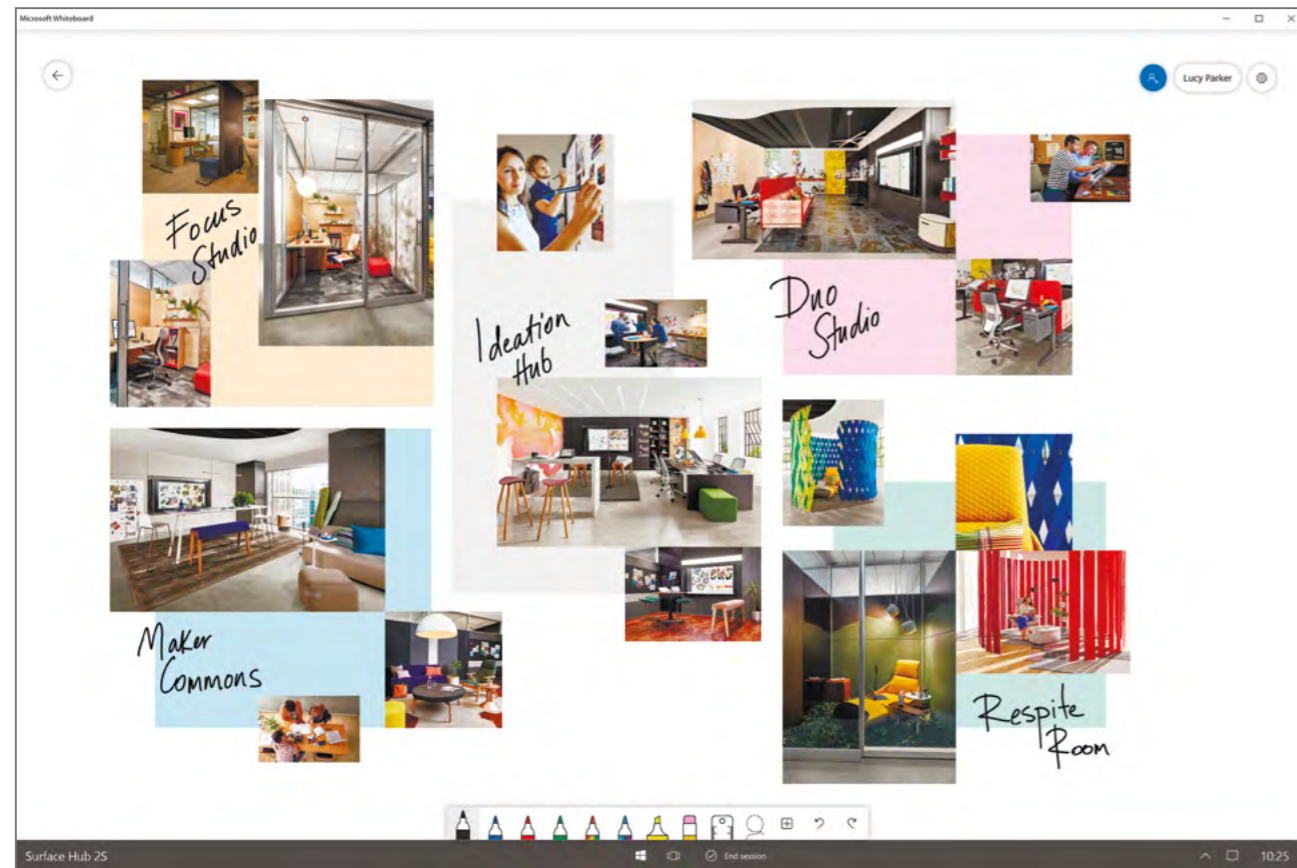 Microsoft Whiteboard
Lucy Parker
Focus
Studio
Ideation
Hub
Duo
Studio
Maker
Commons
Respite
Room
Surface Hub 2S
End session
10:25